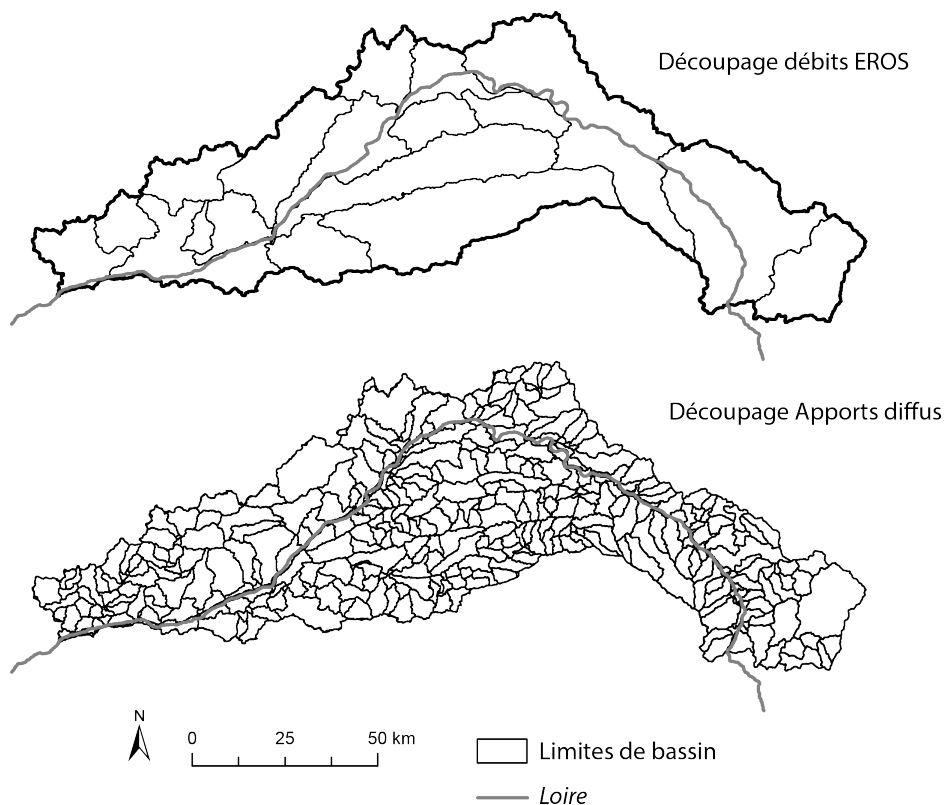 Découpage débits EROS
Découpage Apports diffus
N
0 25 50 km
Limites de bassin
Loire